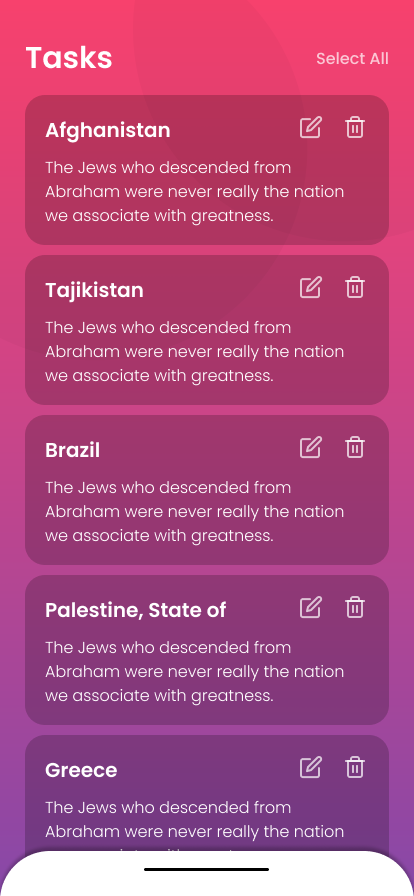 Tasks
Select All
Afghanistan
The Jews who descended from
Abraham were never really the nation
we associate with greatness.
Tajikistan
The Jews who descended from
Abraham were never really the nation
we associate with greatness.
Brazil
The Jews who descended from
Abraham were never really the nation
we associate with greatness.
Palestine, State of
The Jews who descended from
Abraham were never really the nation
we associate with greatness.
Greece
The Jews who descended from
Abraham were never really the nation